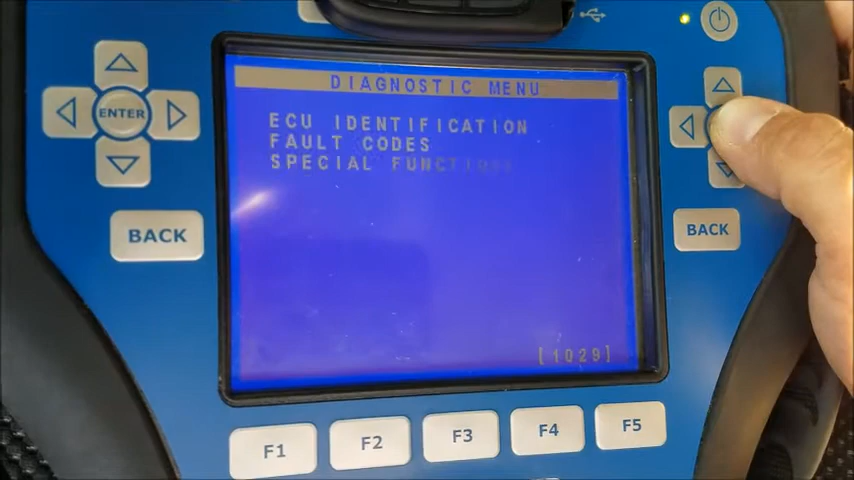 DIAGNOSTIC MENU
ECU IDENTIFICATION
FAULT CODES
SPECIAL FUNCTIONS
[1029]
ENTER
BACK
BACK
F1
F2
F3
F4
F5